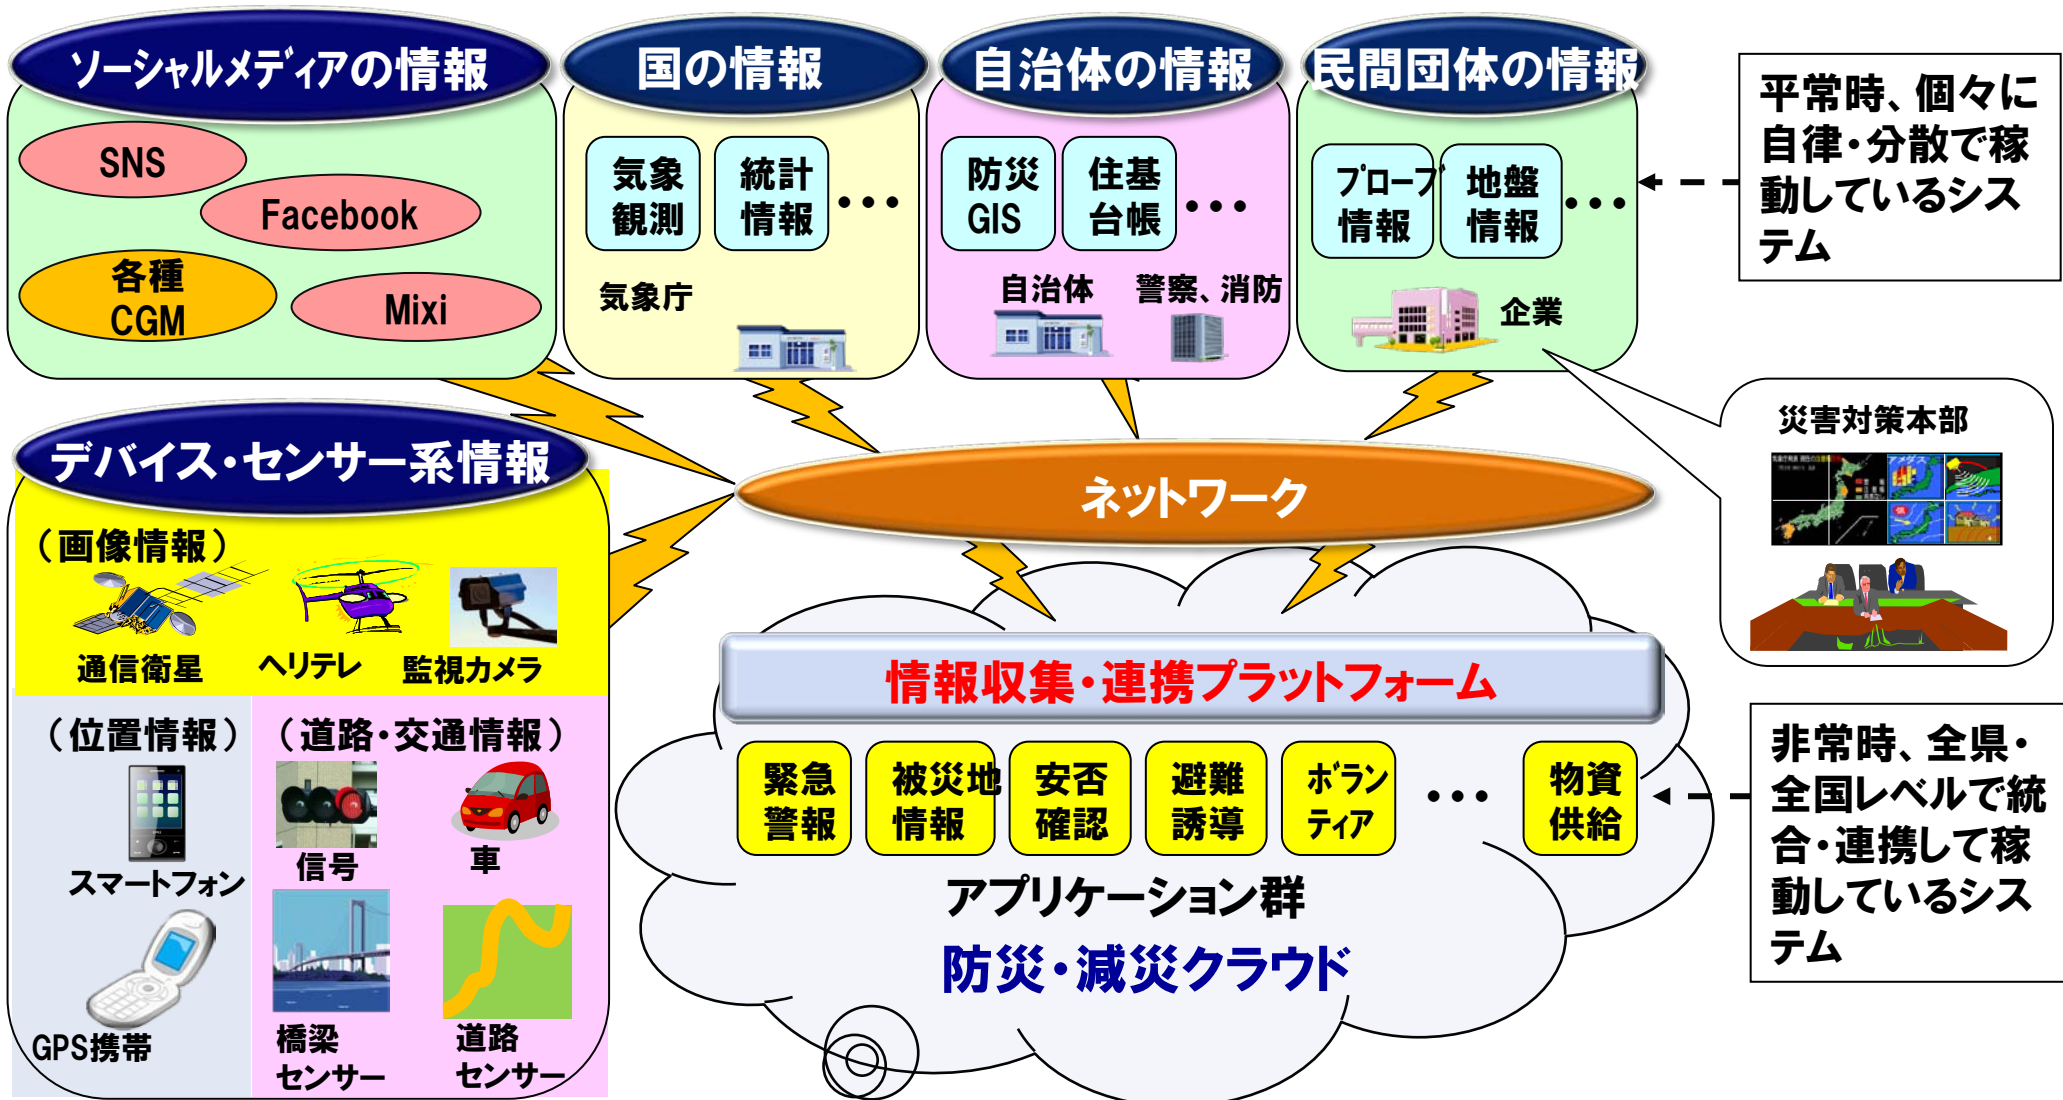 ソーシャルメディアの情報
SNS
Facebook
各種
CGM
Mixi
国の情報
気象
観測
統計
情報
・・・
気象庁
自治体の情報
防災
GIS
住基
台帳
・・・
自治体
警察、消防
民間団体の情報
プローブ
情報
地盤
情報
・・・
企業
平常時、個々に
自律・分散で稼
動しているシス
テム
災害対策本部
デバイス・センサー系情報
（画像情報）
通信衛星
ヘリテレ
監視カメラ
（位置情報）
スマートフォン
GPS携帯
（道路・交通情報）
信号
車
橋梁
センサー
道路
センサー
ネットワーク
情報収集・連携プラットフォーム
緊急
警報
被災地
情報
安否
確認
避難
誘導
ボラン
ティア
・・・
物資
供給
アプリケーション群
防災・減災クラウド
非常時、全県・
全国レベルで統
合・連携して稼
動しているシス
テム